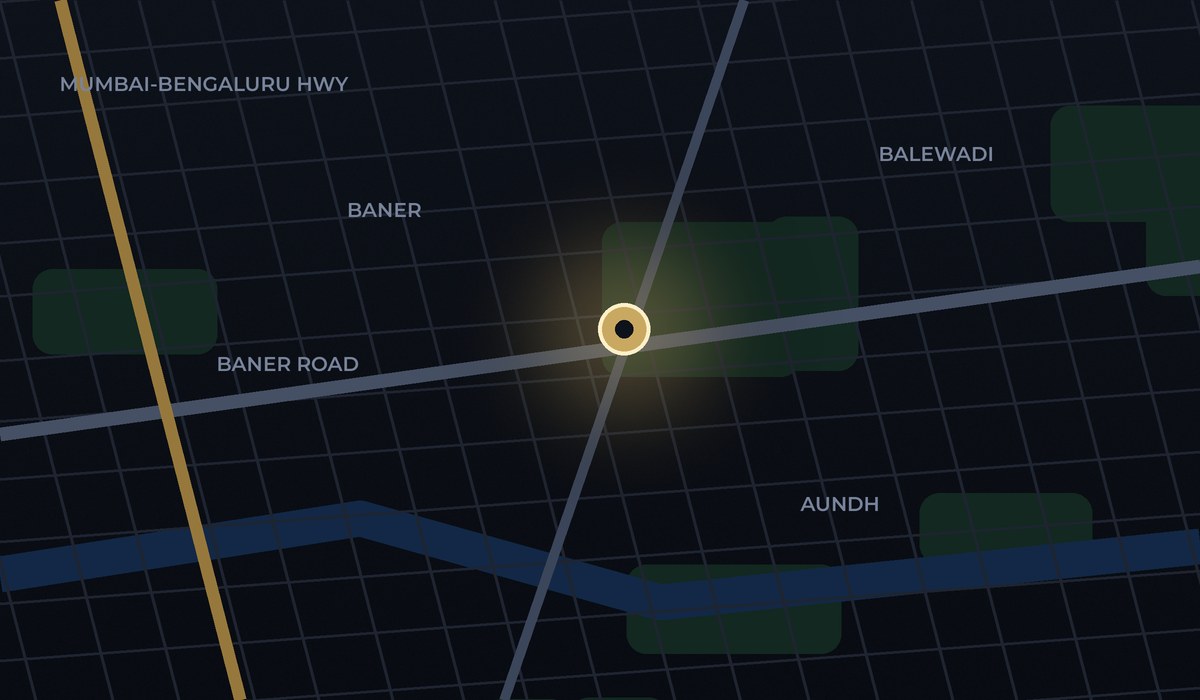 MUMBAI-BENGALURU HWY
BALEWADI
BANER
BANER ROAD
AUNDH